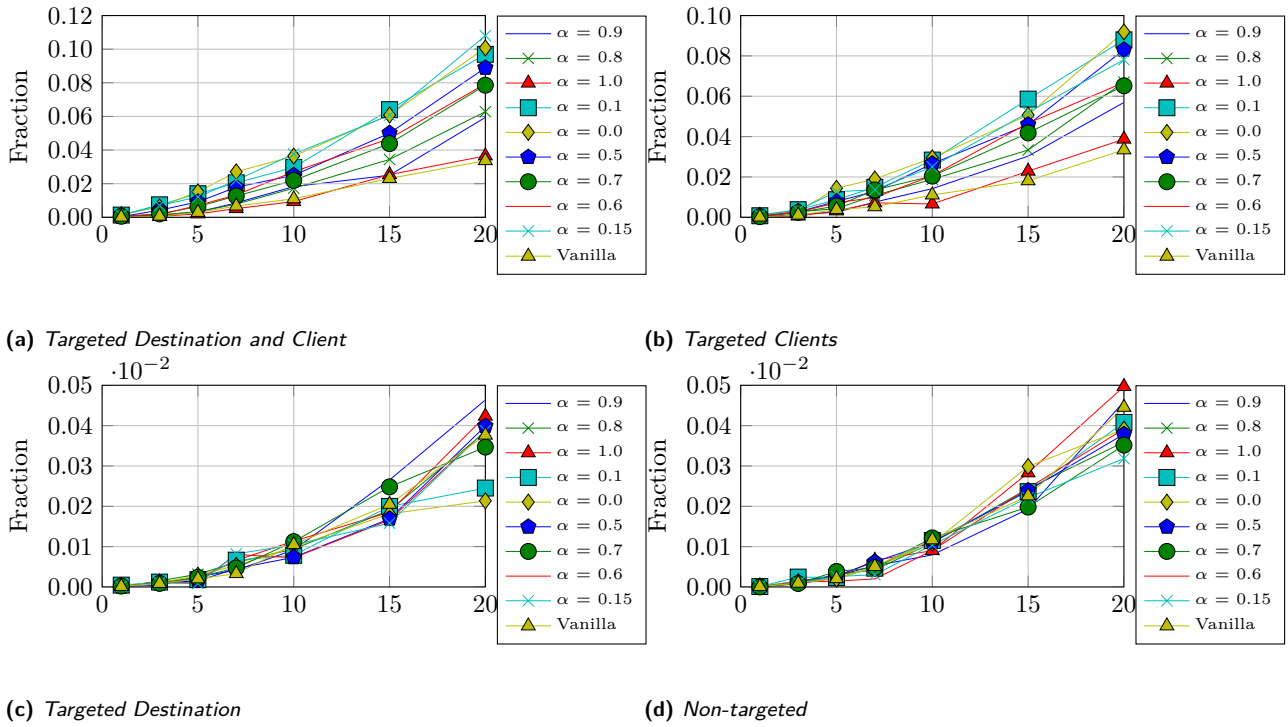 0.12
0.10
0.08
0.06
0.04
0.02
0.00
Fraction
0 5 10 15 20
α = 0.9
α = 0.8
α = 1.0
α = 0.1
α = 0.0
α = 0.5
α = 0.7
α = 0.6
α = 0.15
Vanilla
(a) Targeted Destination and Client
0.10
0.08
0.06
0.04
0.02
0.00
Fraction
0 5 10 15 20
α = 0.9
α = 0.8
α = 1.0
α = 0.1
α = 0.0
α = 0.5
α = 0.7
α = 0.6
α = 0.15
Vanilla
(b) Targeted Clients
·10⁻²
0.05
0.04
0.03
0.02
0.01
0.00
Fraction
0 5 10 15 20
α = 0.9
α = 0.8
α = 1.0
α = 0.1
α = 0.0
α = 0.5
α = 0.7
α = 0.6
α = 0.15
Vanilla
(c) Targeted Destination
·10⁻²
0.05
0.04
0.03
0.02
0.01
0.00
Fraction
0 5 10 15 20
α = 0.9
α = 0.8
α = 1.0
α = 0.1
α = 0.0
α = 0.5
α = 0.7
α = 0.6
α = 0.15
Vanilla
(d) Non-targeted